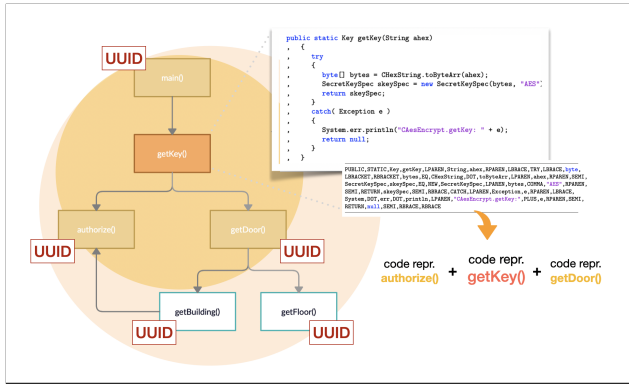 UUID
main()
getKey()
authorize()
getDoor()
UUID
UUID
getBuilding()
getFloor()
UUID
UUID
public static Key getKey(String ahex)
, {
, try
, {
, byte[] bytes = CHexString.toByteArr(ahex);
, SecretKeySpec skeySpec = new SecretKeySpec(bytes, "AES")
, return skeySpec;
, }
, catch( Exception e )
, {
, System.err.println("CAesEncrypt.getKey: " + e);
, return null;
, }
, }
PUBLIC,STATIC,Key,getKey,LPAREN,String,ahex,RPAREN,LBRACE,TRY,LBRACE,byte,
LBRACKET,RBRACKET,bytes,EQ,CHexString,DOT,toByteArr,LPAREN,ahex,RPAREN,SEMI,
SecretKeySpec,skeySpec,EQ,NEW,SecretKeySpec,LPAREN,bytes,COMMA,"AES",RPAREN,
SEMI,RETURN,skeySpec,SEMI,RBRACE,CATCH,LPAREN,Exception,e,RPAREN,LBRACE,
System,DOT,err,DOT,println,LPAREN,"CAesEncrypt.getKey:",PLUS,e,RPAREN,SEMI,
RETURN,null,SEMI,RBRACE,RBRACE
code repr. code repr. code repr.
authorize() + getKey() + getDoor()